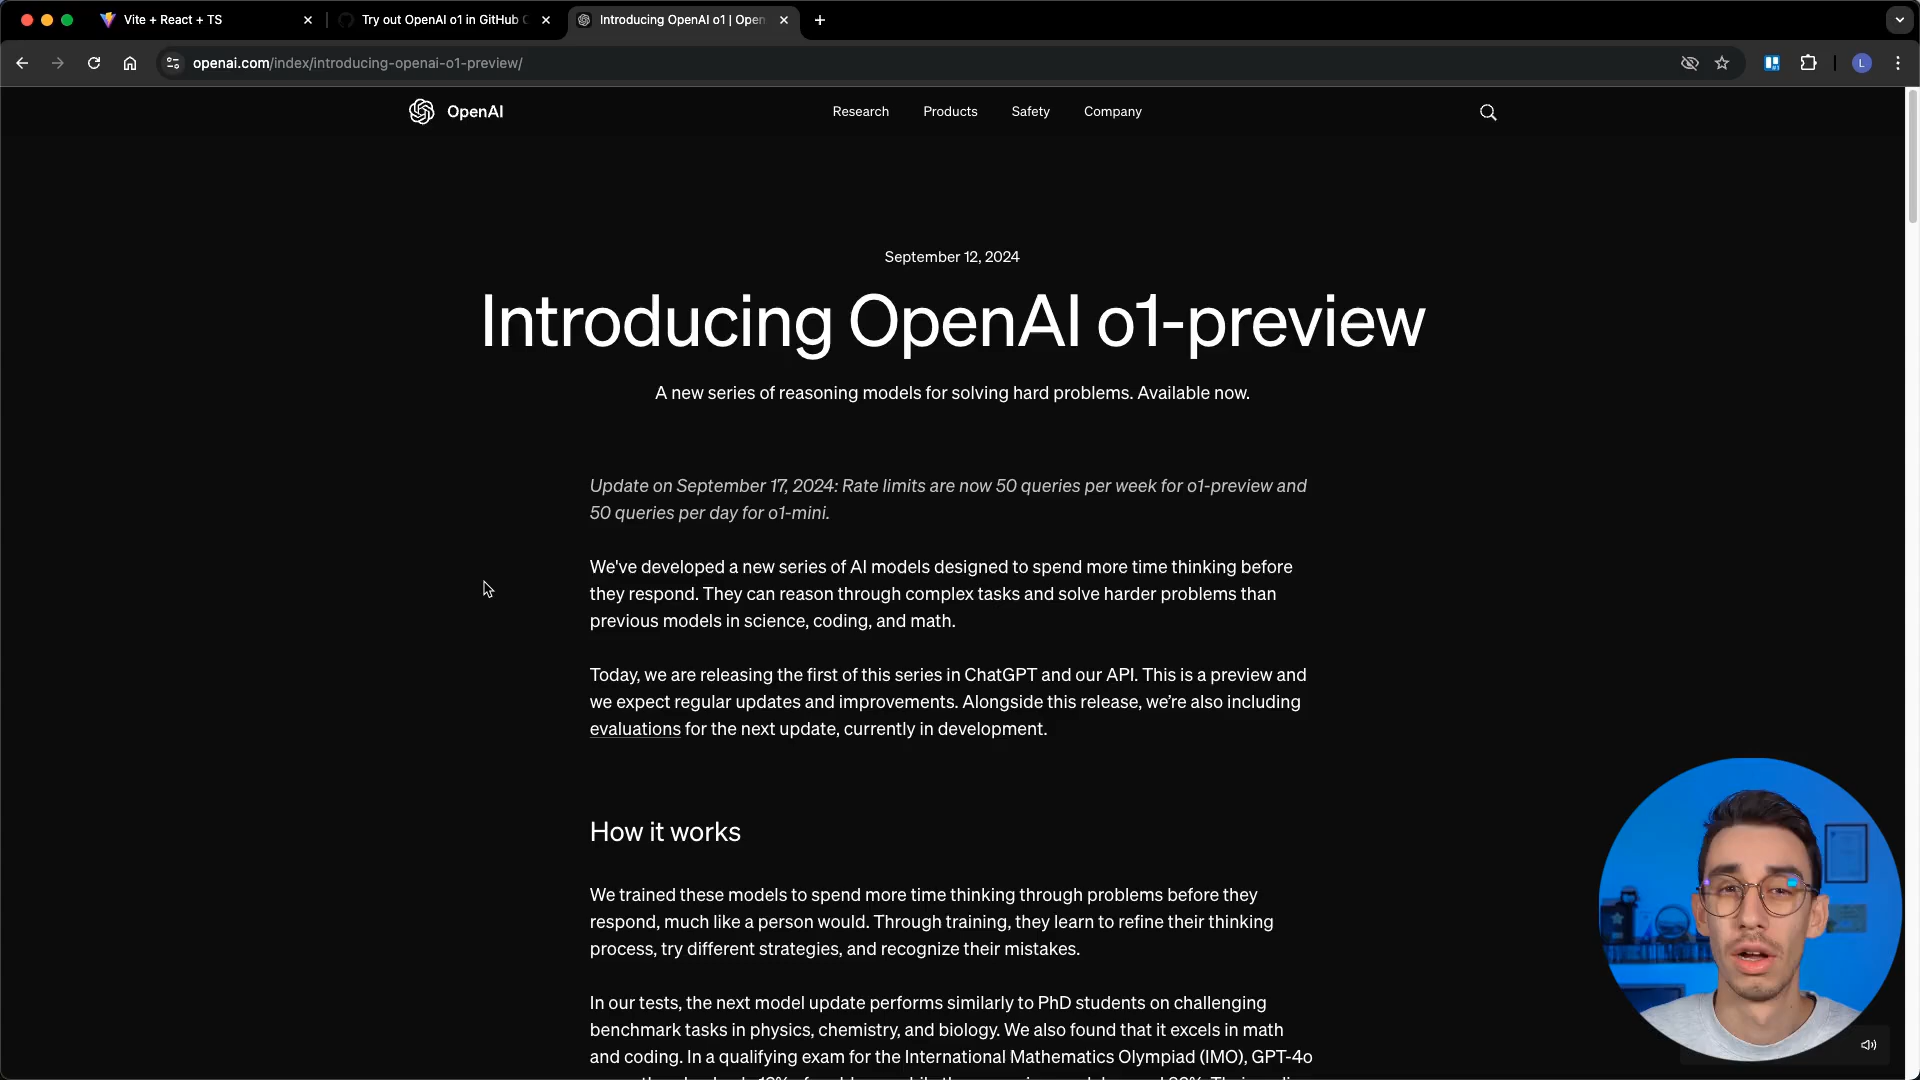 Vite + React + TS
Try out OpenAI o1 in GitHub
Introducing OpenAI o1 | Open
openai.com/index/introducing-openai-o1-preview/
L
OpenAI
Research
Products
Safety
Company
September 12, 2024
Introducing OpenAI o1-preview
A new series of reasoning models for solving hard problems. Available now.
Update on September 17, 2024: Rate limits are now 50 queries per week for o1-preview and
50 queries per day for o1-mini.
We've developed a new series of AI models designed to spend more time thinking before
they respond. They can reason through complex tasks and solve harder problems than
previous models in science, coding, and math.
Today, we are releasing the first of this series in ChatGPT and our API. This is a preview and
we expect regular updates and improvements. Alongside this release, we’re also including
evaluations for the next update, currently in development.
How it works
We trained these models to spend more time thinking through problems before they
respond, much like a person would. Through training, they learn to refine their thinking
process, try different strategies, and recognize their mistakes.
In our tests, the next model update performs similarly to PhD students on challenging
benchmark tasks in physics, chemistry, and biology. We also found that it excels in math
and coding. In a qualifying exam for the International Mathematics Olympiad (IMO), GPT-4o